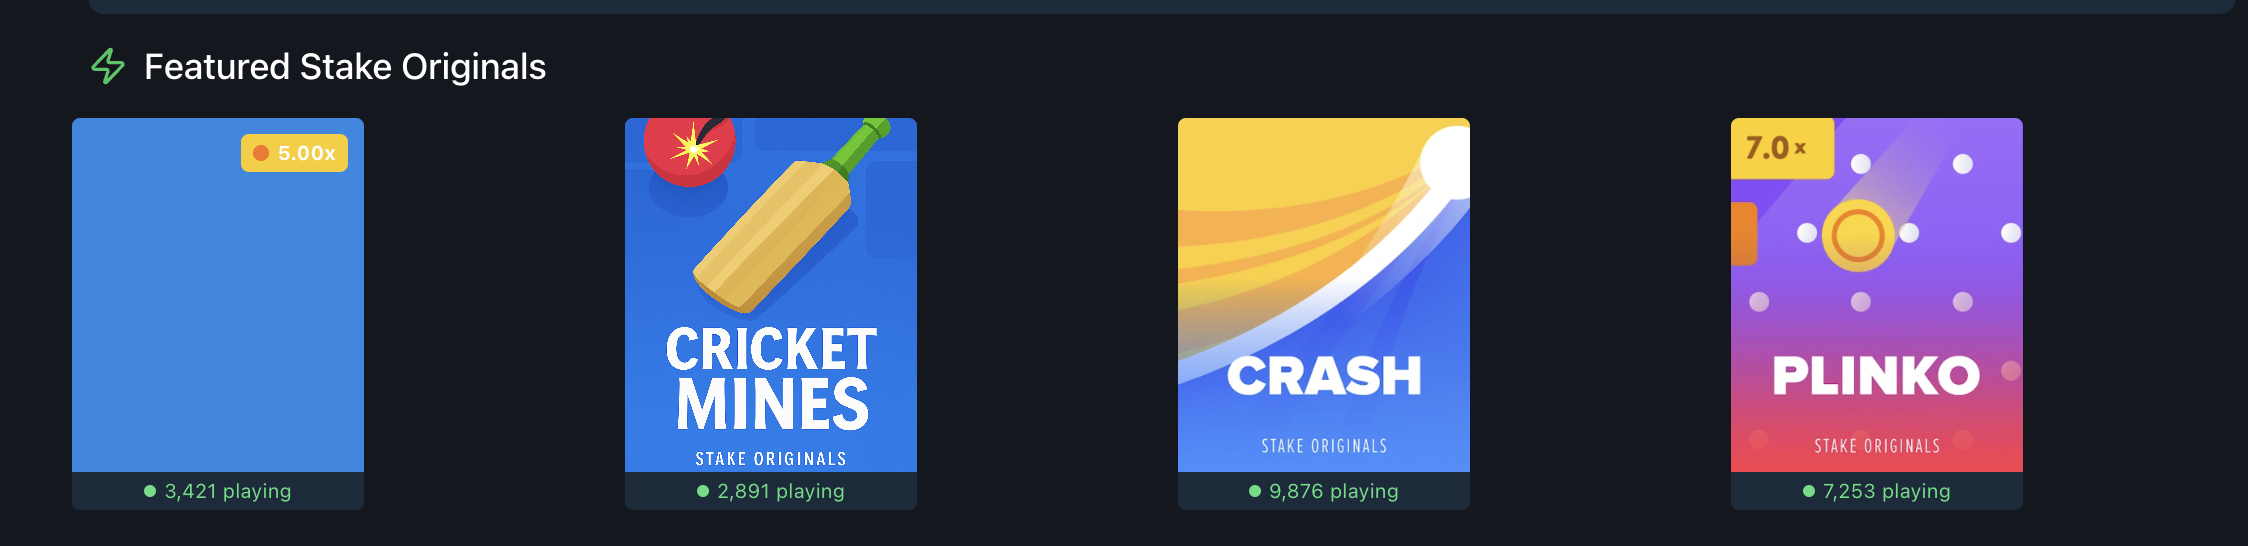 Featured Stake Originals
5.00x
3,421 playing
CRICKET
MINES
STAKE ORIGINALS
2,891 playing
CRASH
STAKE ORIGINALS
9,876 playing
7.0x
PLINKO
STAKE ORIGINALS
7,253 playing